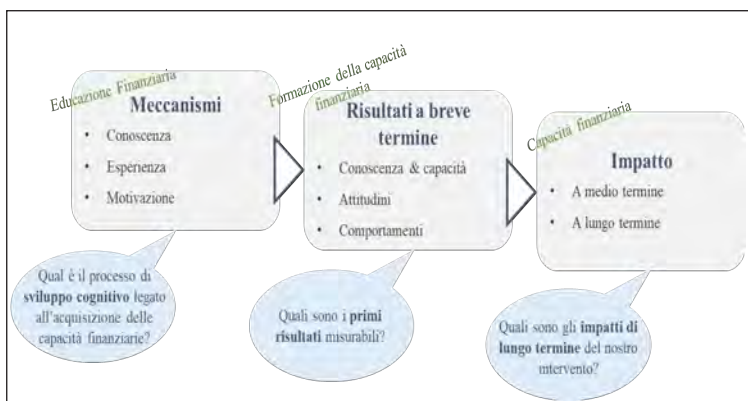 Educazione Finanziaria
Meccanismi
• Conoscenza
• Esperienza
• Motivazione
Qual è il processo di
sviluppo cognitivo legato
all'acquisizione delle
capacità finanziarie?
Formazione della capacità
finanziaria
Risultati a breve
termine
• Conoscenza & capacità
• Attitudini
• Comportamenti
Quali sono i primi
risultati misurabili?
Capacità finanziaria
Impatto
• A medio termine
• A lungo termine
Quali sono gli impatti di
lungo termine del nostro
intervento?